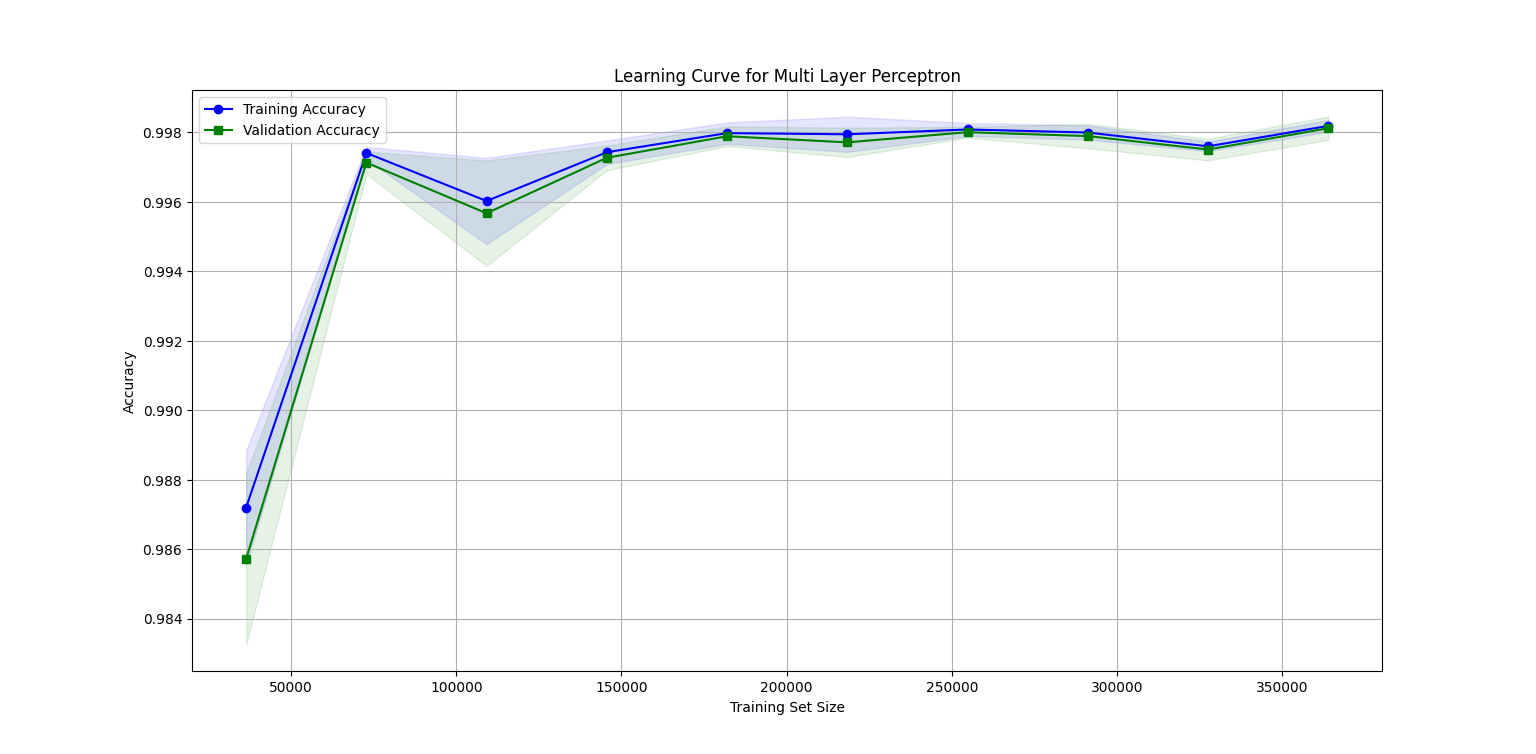 Learning Curve for Multi Layer Perceptron
Training Accuracy
Validation Accuracy
0.998
0.996
0.994
0.992
0.990
0.988
0.986
0.984
Accuracy
50000 100000 150000 200000 250000 300000 350000
Training Set Size